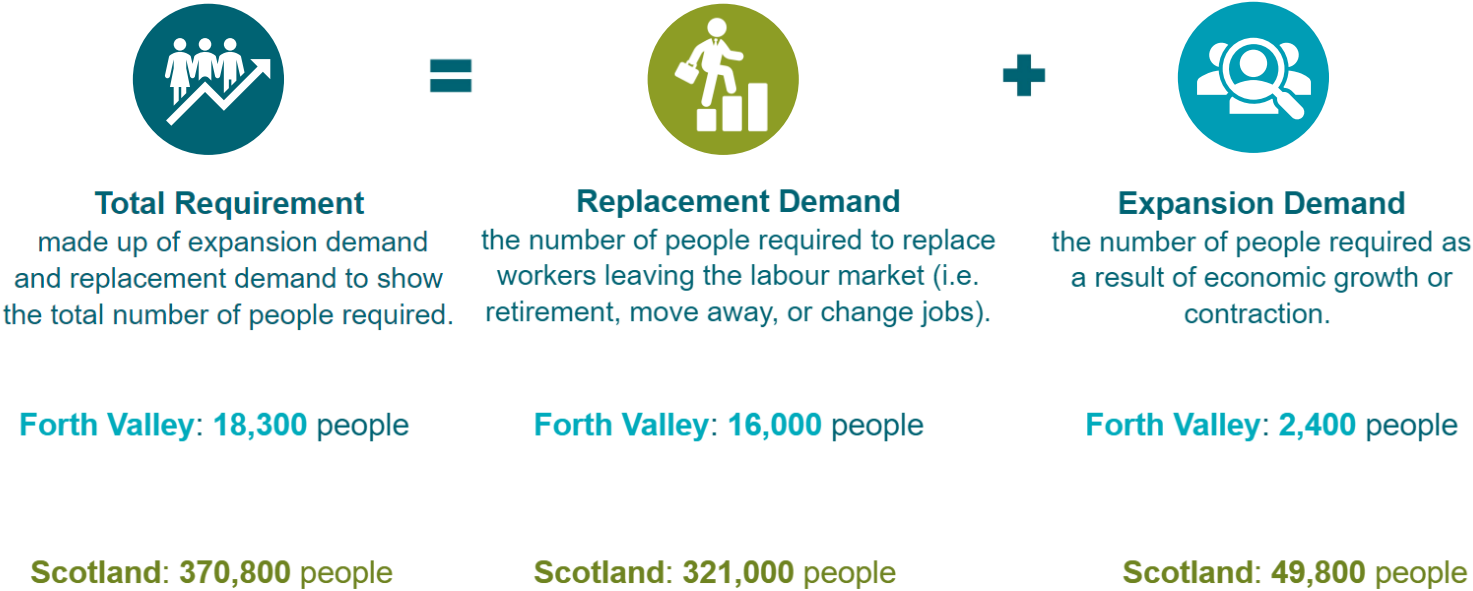 =
+
Total Requirement
made up of expansion demand
and replacement demand to show
the total number of people required.
Replacement Demand
the number of people required to replace
workers leaving the labour market (i.e.
retirement, move away, or change jobs).
Expansion Demand
the number of people required as
a result of economic growth or
contraction.
Forth Valley: 18,300 people
Forth Valley: 16,000 people
Forth Valley: 2,400 people
Scotland: 370,800 people
Scotland: 321,000 people
Scotland: 49,800 people